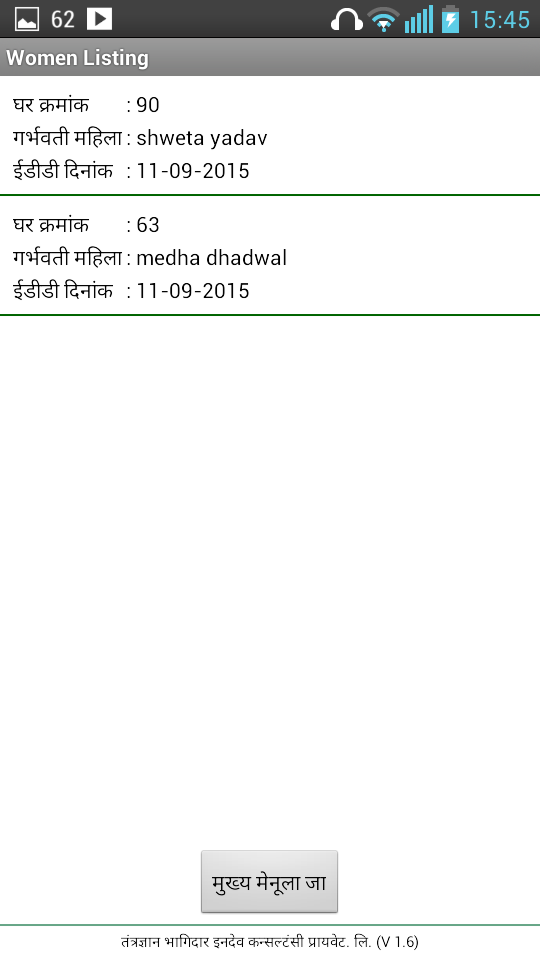 62 15:45
Women Listing
घर क्रमांक : 90
गर्भवती महिला : shweta yadav
ईडीडी दिनांक : 11-09-2015
घर क्रमांक : 63
गर्भवती महिला : medha dhadwal
ईडीडी दिनांक : 11-09-2015
मुख्य मेनूला जा
तंत्रज्ञान भागिदार इनदेव कन्सल्टंसी प्रायवेट. लि. (V 1.6)